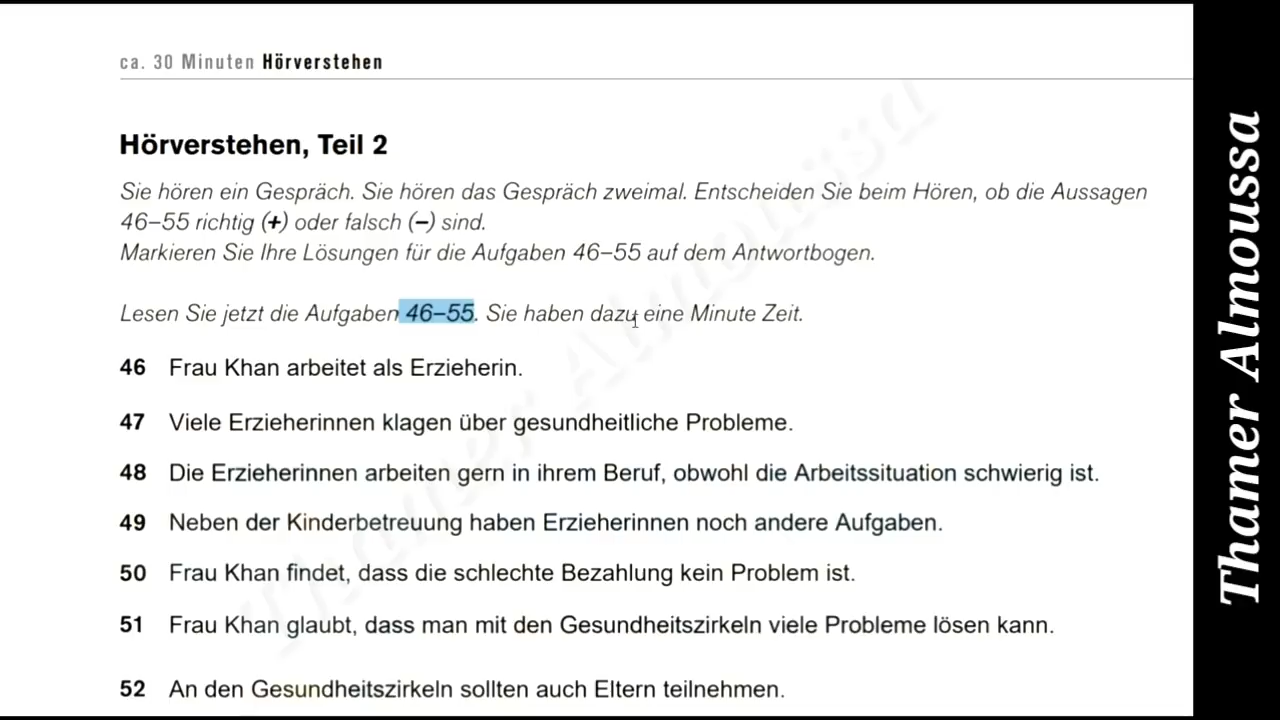 ca. 30 Minuten Hörverstehen
Hörverstehen, Teil 2
Sie hören ein Gespräch. Sie hören das Gespräch zweimal. Entscheiden Sie beim Hören, ob die Aussagen
46–55 richtig (+) oder falsch (–) sind.
Markieren Sie Ihre Lösungen für die Aufgaben 46–55 auf dem Antwortbogen.
Lesen Sie jetzt die Aufgaben 46–55. Sie haben dazu eine Minute Zeit.
46 Frau Khan arbeitet als Erzieherin.
47 Viele Erzieherinnen klagen über gesundheitliche Probleme.
48 Die Erzieherinnen arbeiten gern in ihrem Beruf, obwohl die Arbeitssituation schwierig ist.
49 Neben der Kinderbetreuung haben Erzieherinnen noch andere Aufgaben.
50 Frau Khan findet, dass die schlechte Bezahlung kein Problem ist.
51 Frau Khan glaubt, dass man mit den Gesundheitszirkeln viele Probleme lösen kann.
52 An den Gesundheitszirkeln sollten auch Eltern teilnehmen.
Thamer Almoussa
Thamer Almoussa